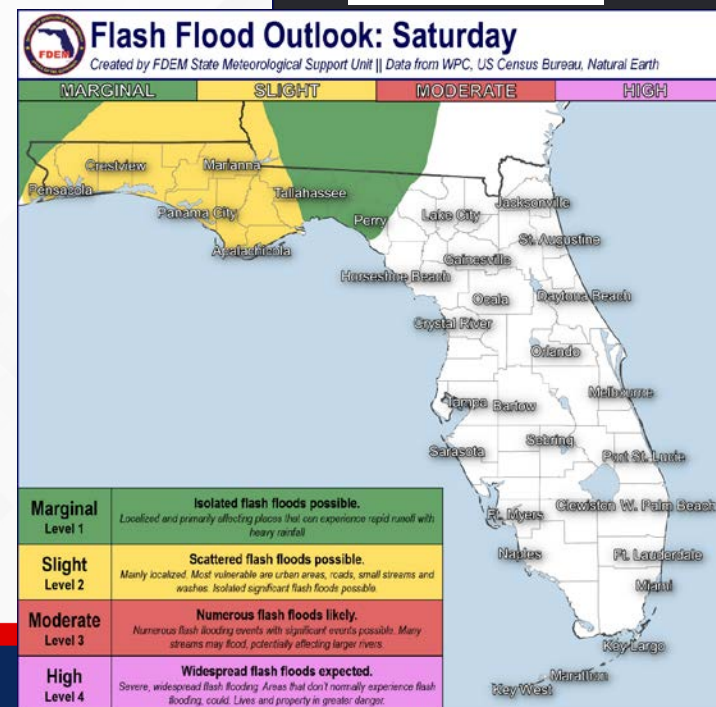 FDEM
Flash Flood Outlook: Saturday
Created by FDEM State Meteorological Support Unit || Data from WPC, US Census Bureau, Natural Earth
MARGINAL SLIGHT MODERATE HIGH
Crestview Marianna
Pensacola Tallahassee
Panama City Perry
Apalachicola
Lake City Jacksonville
St. Augustine
Gainesville
Horseshoe Beach
Ocala Daytona Beach
Crystal River
Orlando
Melbourne
Tampa Bartow
Sebring
Sarasota Port St. Lucie
Ft. Myers Clewiston W. Palm Beach
Naples Ft. Lauderdale
Miami
Key Largo
Marathon
Key West
Marginal Level 1
Isolated flash floods possible.
Localized and primarily affecting places that can experience rapid runoff with
heavy rainfall
Slight Level 2
Scattered flash floods possible.
Mainly localized. Most vulnerable are urban areas, roads, small streams and
washes. Isolated significant flash floods possible
Moderate Level 3
Numerous flash floods likely.
Numerous flash flooding events with significant events possible. Many
streams may flood, potentially affecting larger rivers.
High Level 4
Widespread flash floods expected.
Severe, widespread flash flooding. Areas that don't normally experience flash
flooding, could. Lives and property in greater danger.